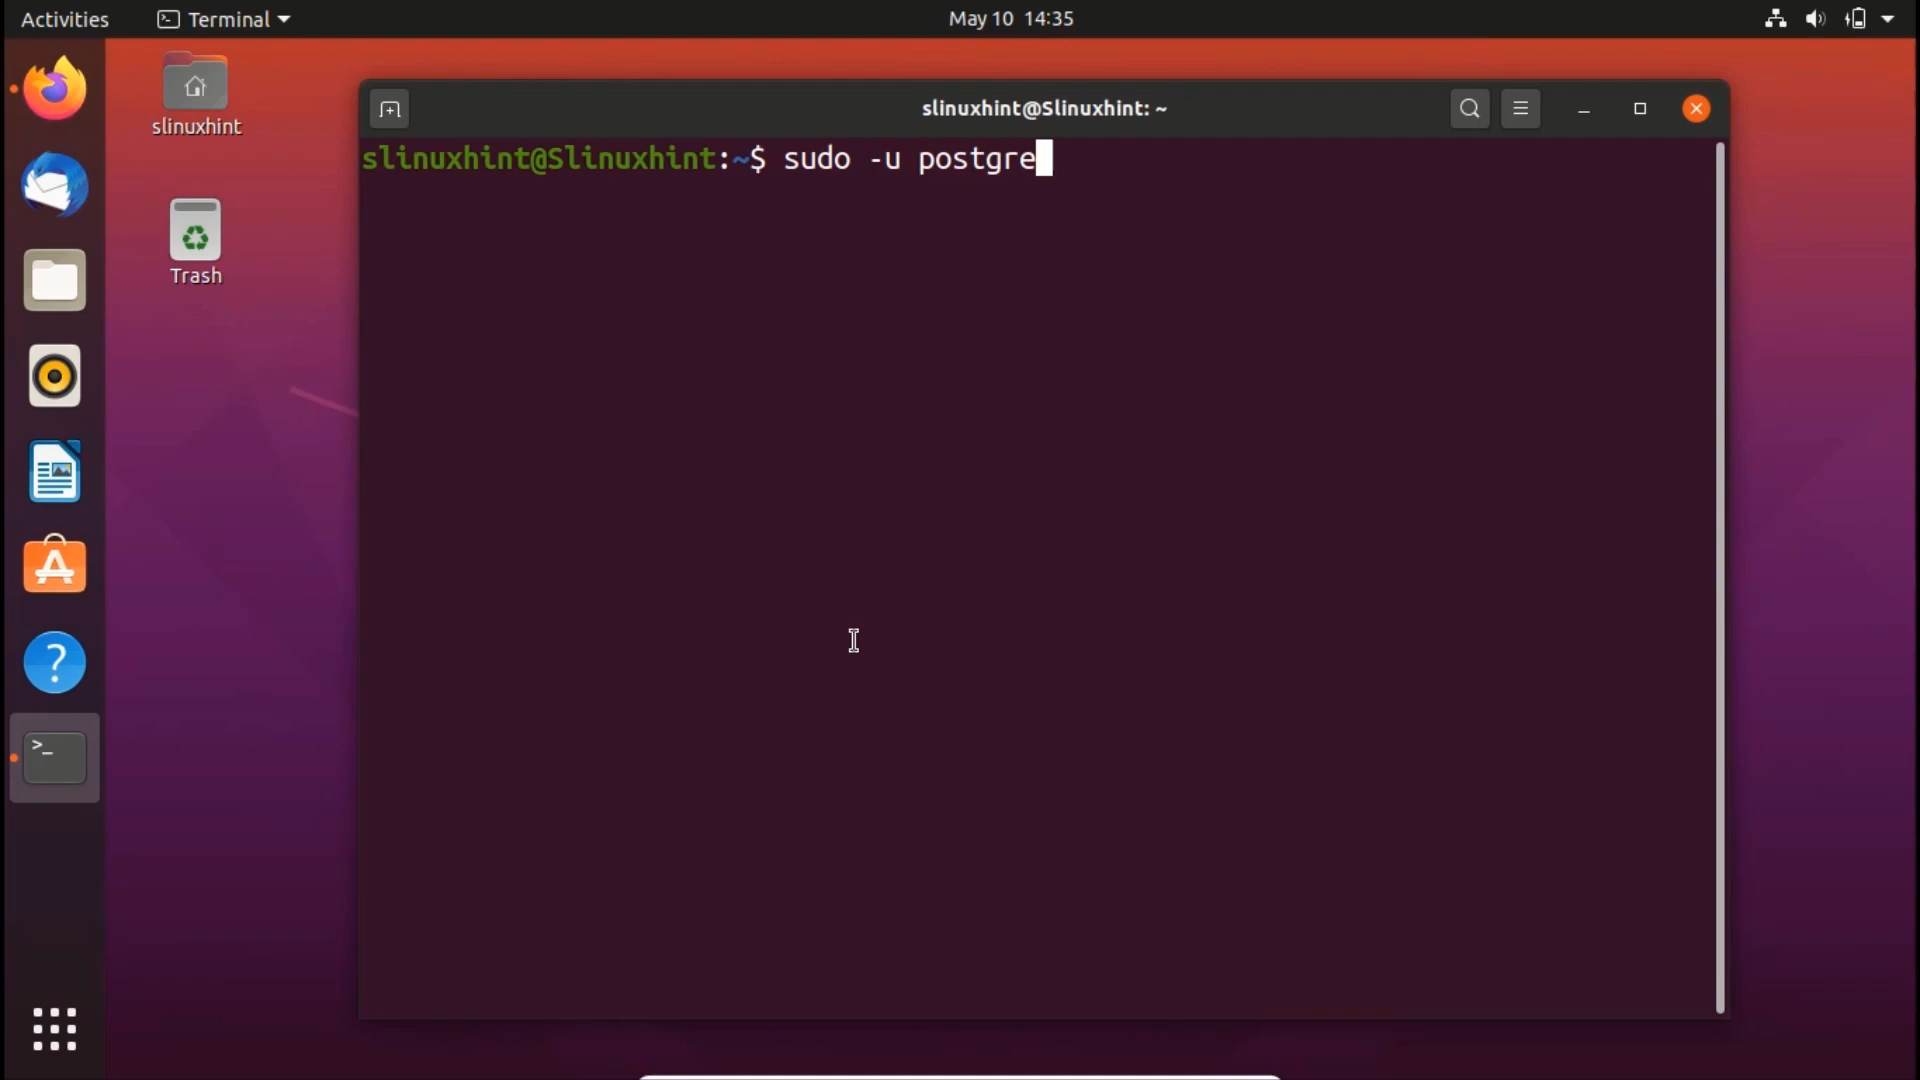 Activities
Terminal
May 10 14:35
slinuxhint
Trash
slinuxhint@Slinuxhint: ~
slinuxhint@Slinuxhint:~$ sudo -u postgre